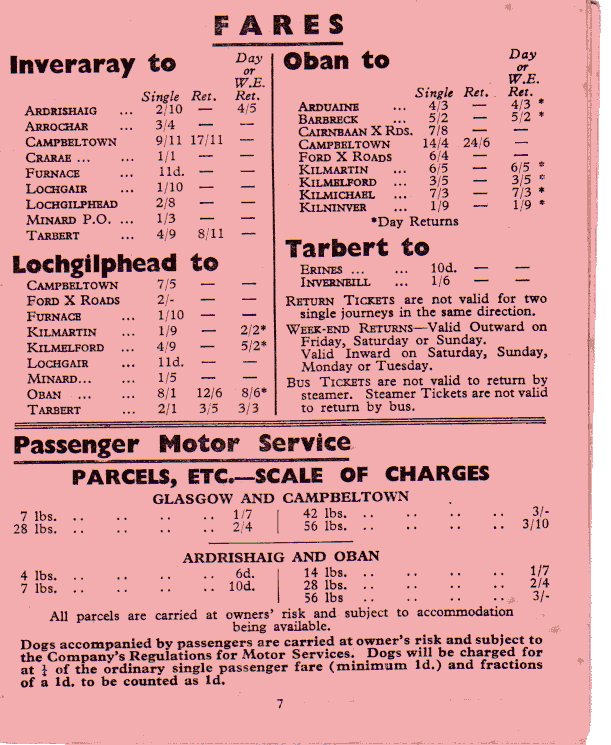 FARES
Inveraray to
Day or W.E.
Single Ret. Ret.
ARDRISHAIG ... 2/10 — 4/5
ARROCHAR ... 3/4 — —
CAMPBELTOWN 9/11 17/11 —
CRARAE ... ... 1/1 — —
FURNACE ... 11d. — —
LOCHGAIR ... 1/10 — —
LOCHGILPHEAD 2/8 — —
MINARD P.O. ... 1/3 — —
TARBERT ... 4/9 8/11 —
Lochgilphead to
CAMPBELTOWN 7/5 — —
FORD X ROADS 2/- — —
FURNACE ... 1/10 — —
KILMARTIN ... 1/9 — 2/2*
KILMELFORD ... 4/9 — 5/2*
LOCHGAIR ... 11d. — —
MINARD... ... 1/5 — —
OBAN ... ... 8/1 12/6 8/6*
TARBERT ... 2/1 3/5 3/3
Oban to
Day or W.E.
Single Ret. Ret.
ARDUAINE ... 4/3 — 4/3 *
BARBRECK ... 5/2 — 5/2 *
CAIRNBAAN X RDS. 7/8 — —
CAMPBELTOWN 14/4 24/6 —
FORD X ROADS 6/4 — —
KILMARTIN ... 6/5 — 6/5 *
KILMELFORD ... 3/5 — 3/5 *
KILMICHAEL ... 7/3 — 7/3 *
KILNINVER ... 1/9 — 1/9 *
*Day Returns
Tarbert to
ERINES ... ... 10d. — —
INVERNEILL ... 1/6 — —
RETURN TICKETS are not valid for two
single journeys in the same direction.
WEEK-END RETURNS—Valid Outward on
Friday, Saturday or Sunday.
Valid Inward on Saturday, Sunday,
Monday or Tuesday.
BUS TICKETS are not valid to return by
steamer. Steamer Tickets are not valid
to return by bus.
Passenger Motor Service
PARCELS, ETC.—SCALE OF CHARGES
GLASGOW AND CAMPBELTOWN
7 lbs. .. .. .. .. 1/7
28 lbs. .. .. .. .. 2/4
42 lbs. .. .. .. .. 3/-
56 lbs. .. .. .. .. 3/10
ARDRISHAIG AND OBAN
4 lbs. .. .. .. .. 6d.
7 lbs. .. .. .. .. 10d.
14 lbs. .. .. .. .. 1/7
28 lbs. .. .. .. .. 2/4
56 lbs .. .. .. .. 3/-
All parcels are carried at owners' risk and subject to accommodation
being available.
Dogs accompanied by passengers are carried at owner's risk and subject to
the Company's Regulations for Motor Services. Dogs will be charged for
at of the ordinary single passenger fare (minimum 1d.) and fractions
of a 1d. to be counted as 1d.
7